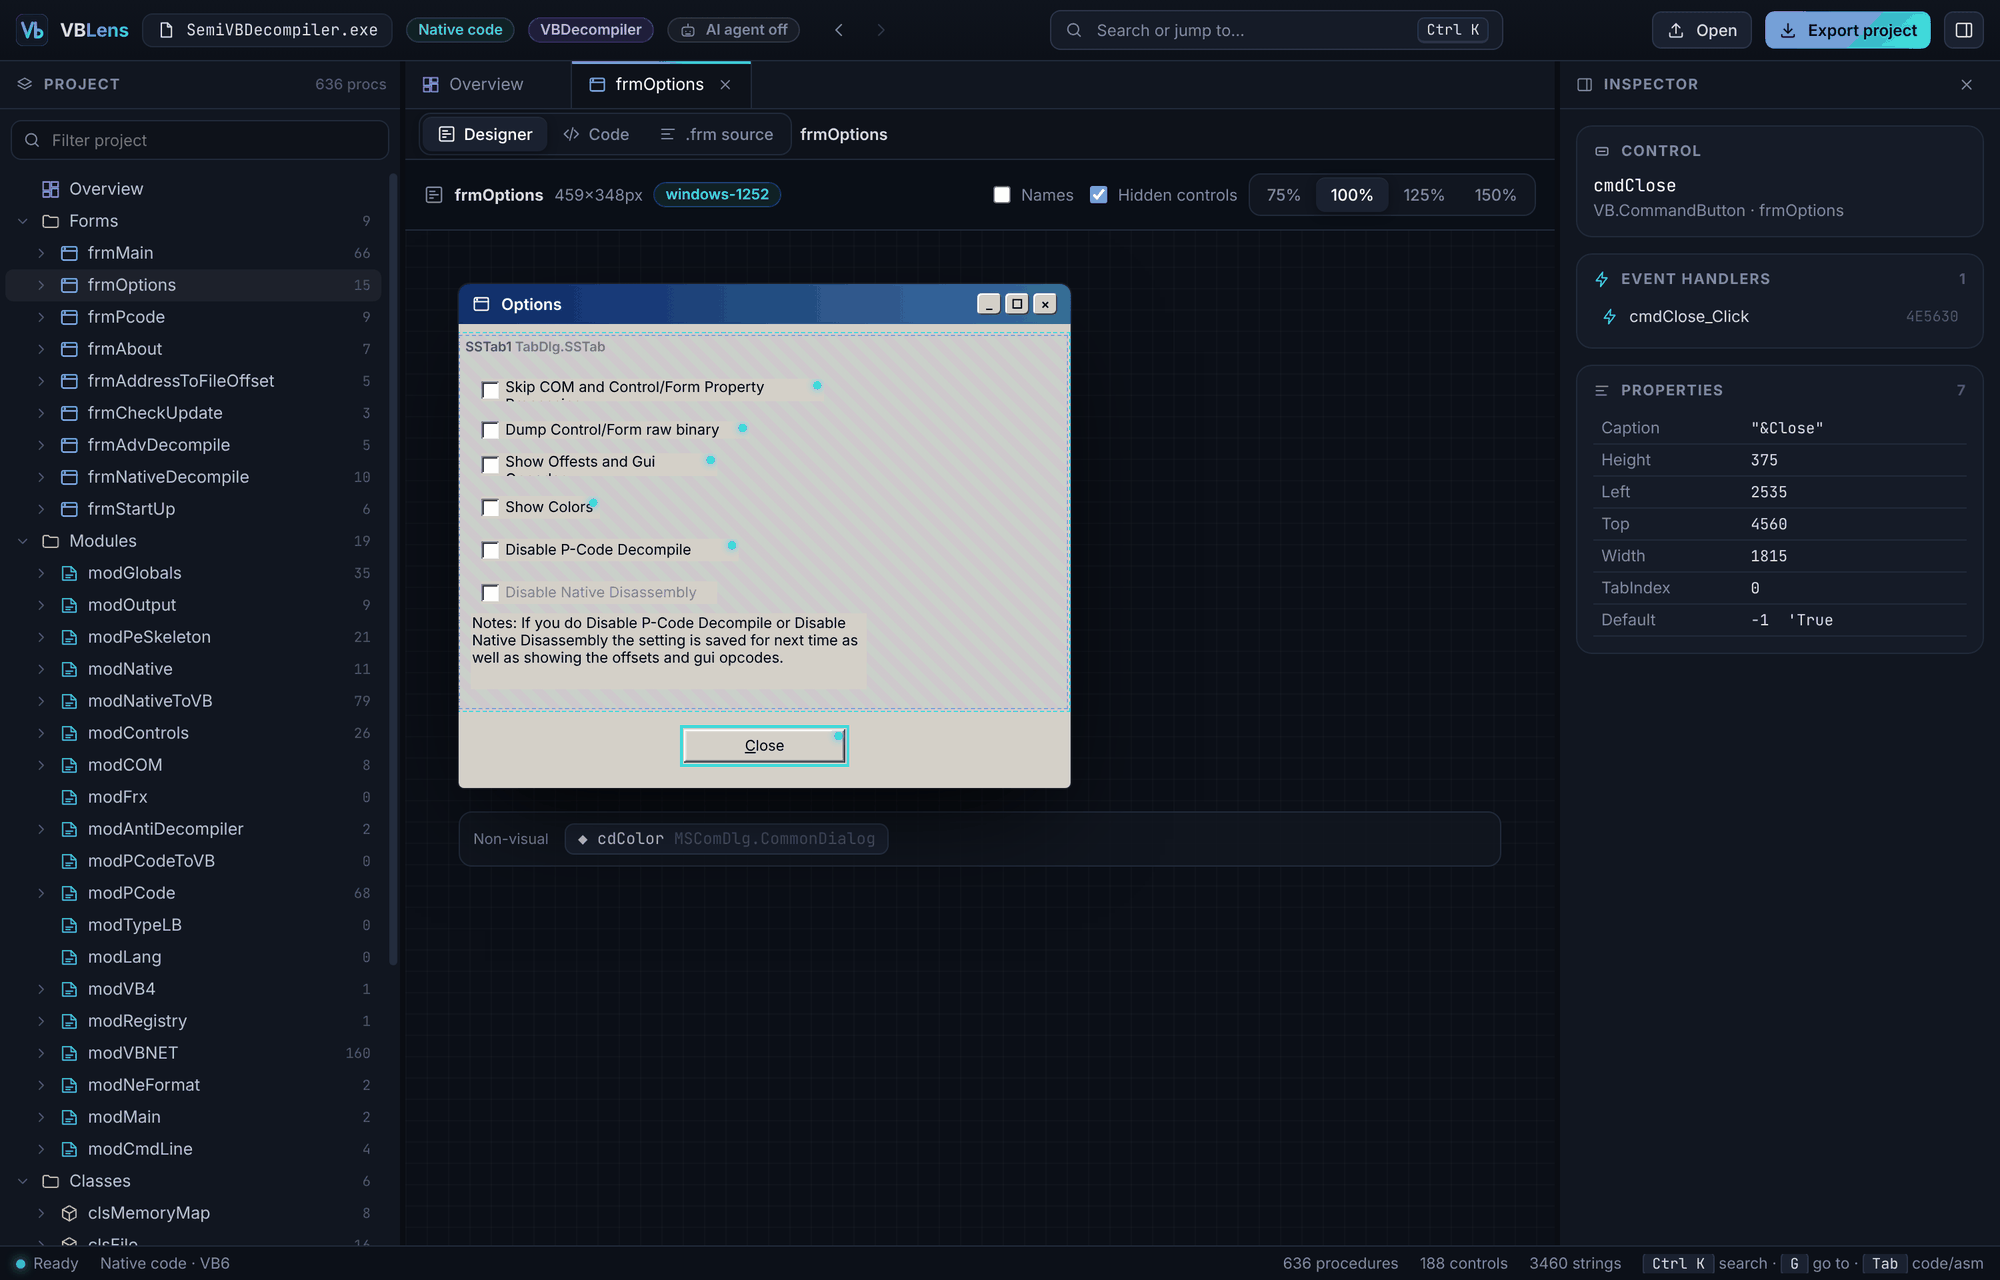 Vb VBLens SemiVBDecompiler.exe Native code VBDecompiler AI agent off Search or jump to... Ctrl K Open Export project
PROJECT 636 procs
Filter project
Overview
Forms 9
frmMain 66
frmOptions 15
frmPcode 9
frmAbout 7
frmAddressToFileOffset 5
frmCheckUpdate 3
frmAdvDecompile 5
frmNativeDecompile 10
frmStartUp 6
Modules 19
modGlobals 35
modOutput 9
modPeSkeleton 21
modNative 11
modNativeToVB 79
modControls 26
modCOM 8
modFrx 0
modAntiDecompiler 2
modPCodeToVB 0
modPCode 68
modTypeLB 0
modLang 0
modVB4 1
modRegistry 1
modVBNET 160
modNeFormat 2
modMain 2
modCmdLine 4
Classes 6
clsMemoryMap 8
clsFile 16
Overview frmOptions
Designer Code .frm source frmOptions
frmOptions 459×348px windows-1252 Names Hidden controls 75% 100% 125% 150%
Options
SSTab1 TabDlg.SSTab
Skip COM and Control/Form Property
Dump Control/Form raw binary
Show Offests and Gui
Show Colors
Disable P-Code Decompile
Disable Native Disassembly
Notes: If you do Disable P-Code Decompile or Disable
Native Disassembly the setting is saved for next time as
well as showing the offsets and gui opcodes.
Close
Non-visual ◆ cdColor MSComDlg.CommonDialog
INSPECTOR
CONTROL
cmdClose
VB.CommandButton · frmOptions
EVENT HANDLERS 1
cmdClose_Click 4E5630
PROPERTIES 7
Caption "&Close"
Height 375
Left 2535
Top 4560
Width 1815
TabIndex 0
Default -1 'True
Ready Native code · VB6 636 procedures 188 controls 3460 strings Ctrl K search · G go to · Tab code/asm